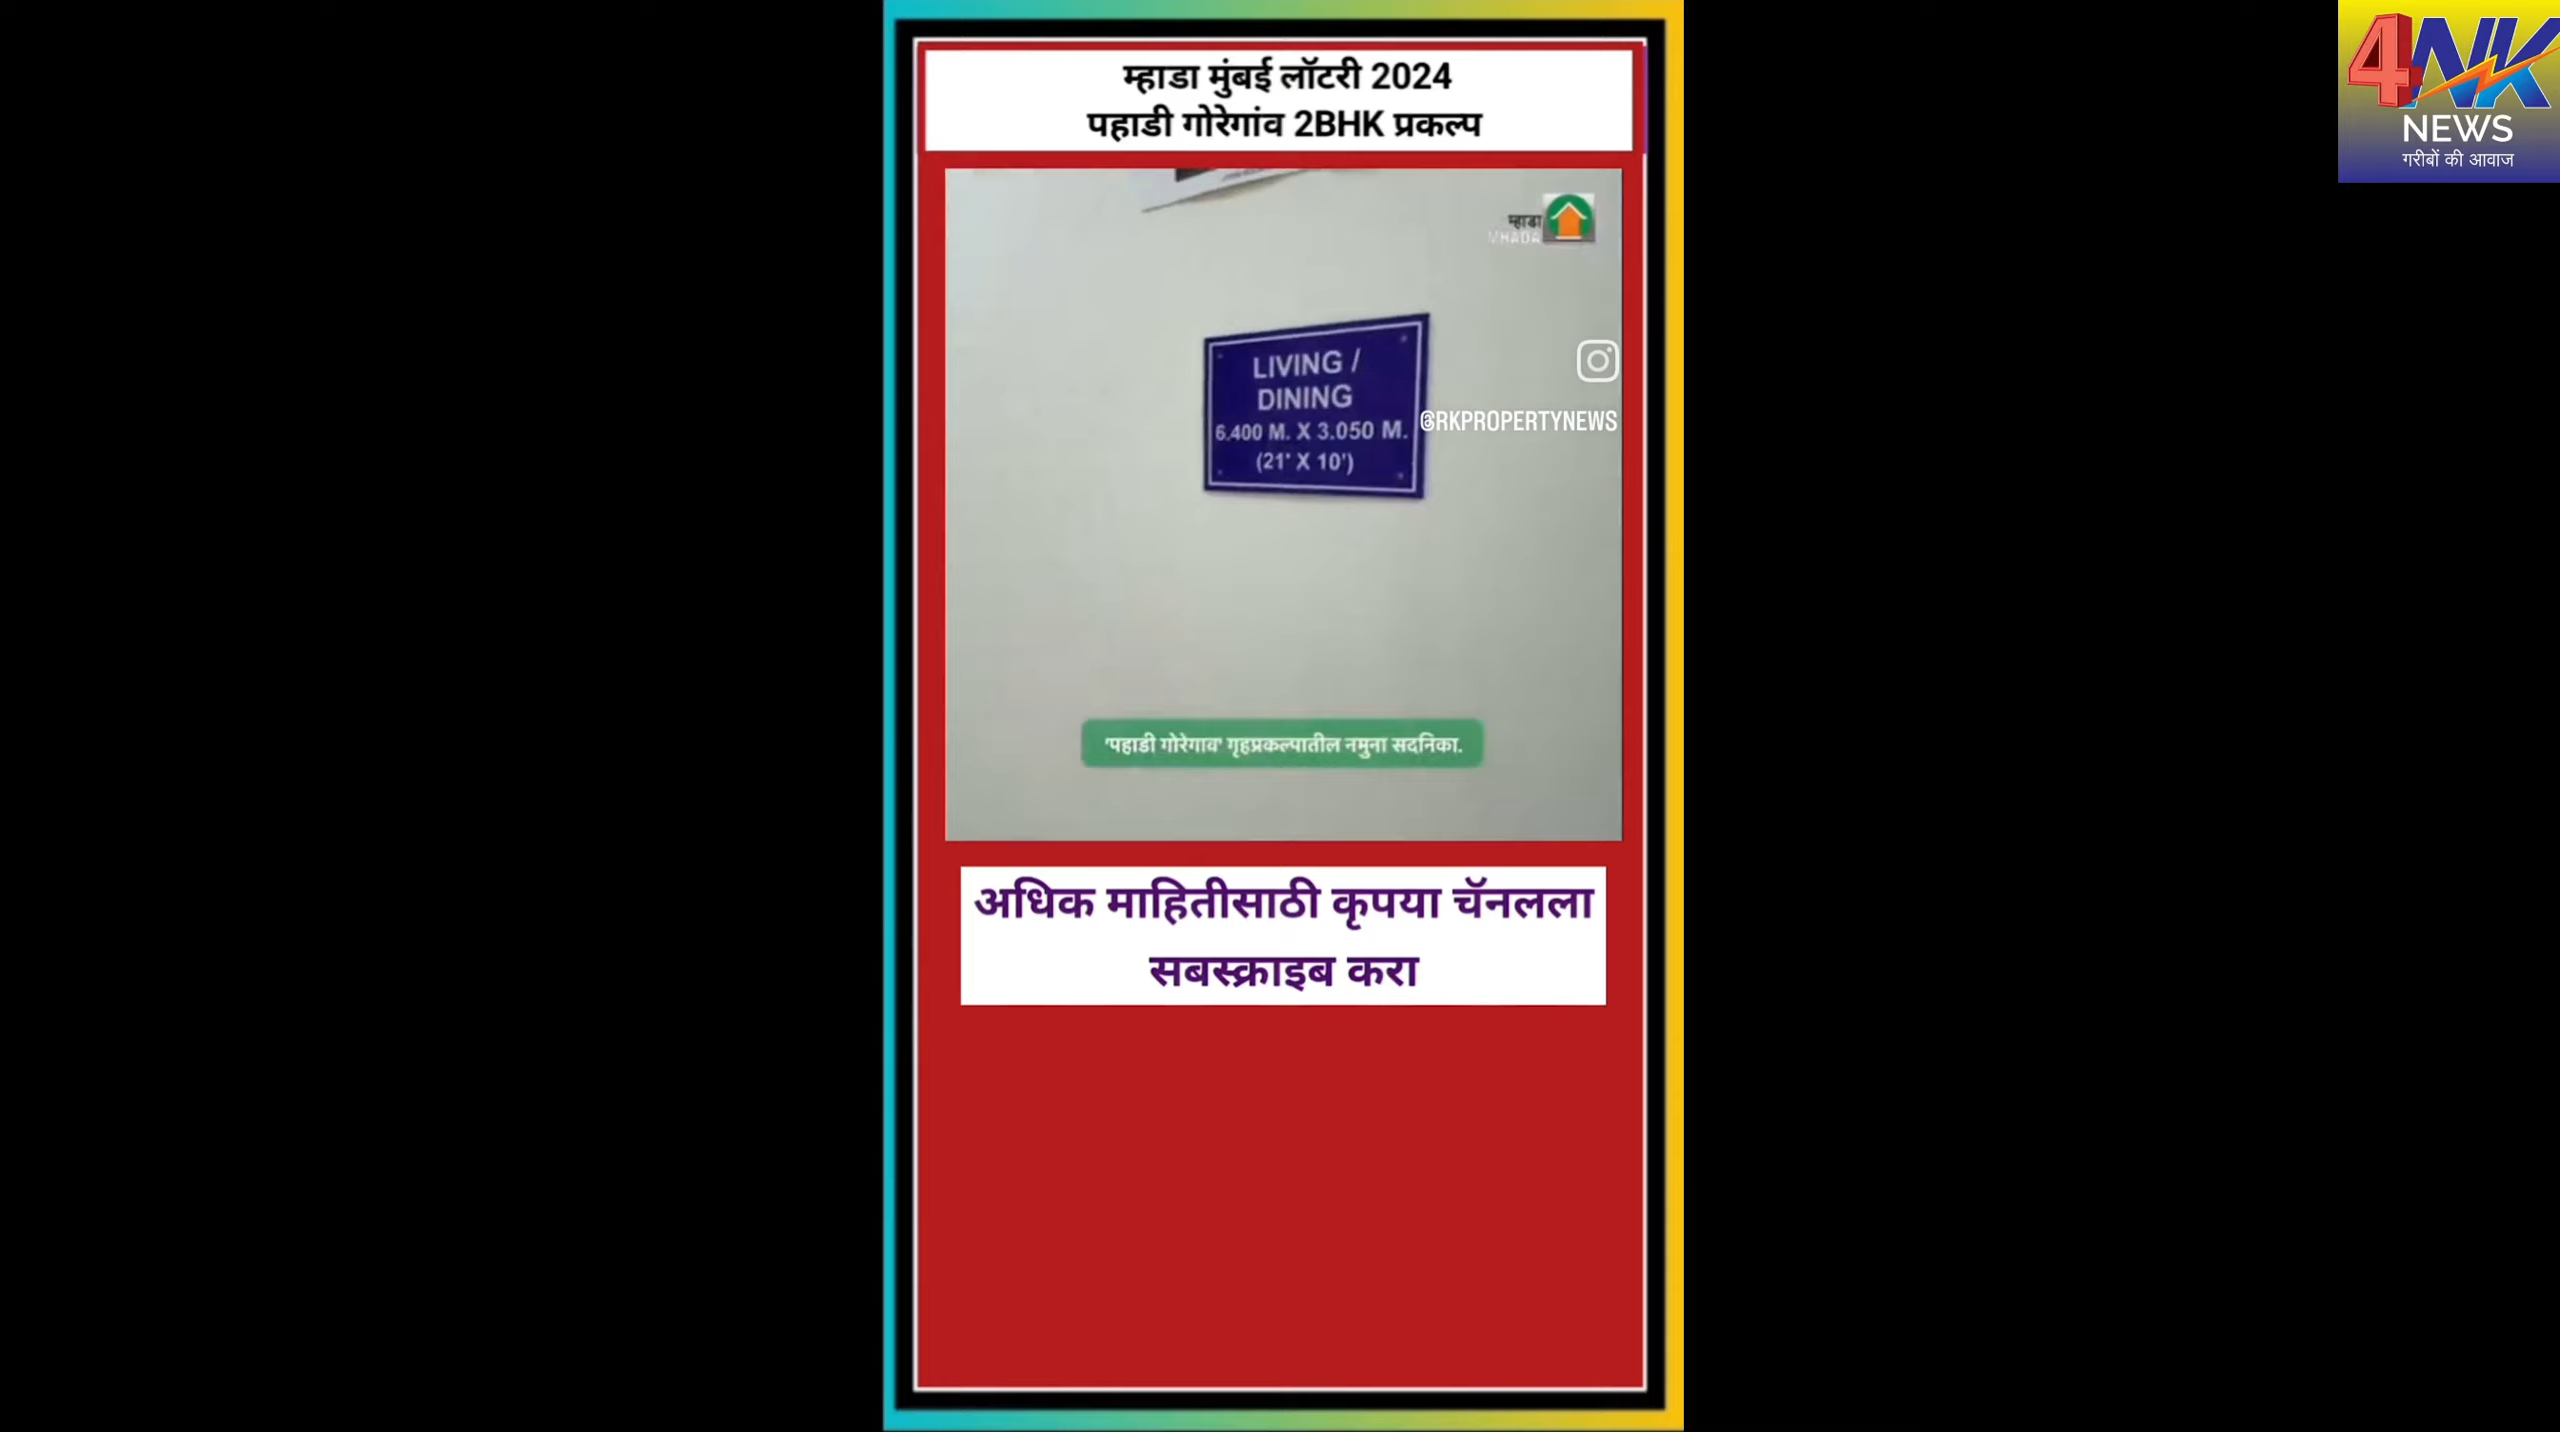 म्हाडा मुंबई लॉटरी 2024
पहाडी गोरेगांव 2BHK प्रकल्प
4NK
NEWS
गरीबों की आवाज
म्हाडा
MHADA
LIVING /
DINING
6.400 M. X 3.050 M.
(21' X 10')
@RKPROPERTYNEWS
'पहाडी गोरेगाव' गृहप्रकल्पातील नमुना सदनिका.
अधिक माहितीसाठी कृपया चॅनलला
सबस्क्राइब करा